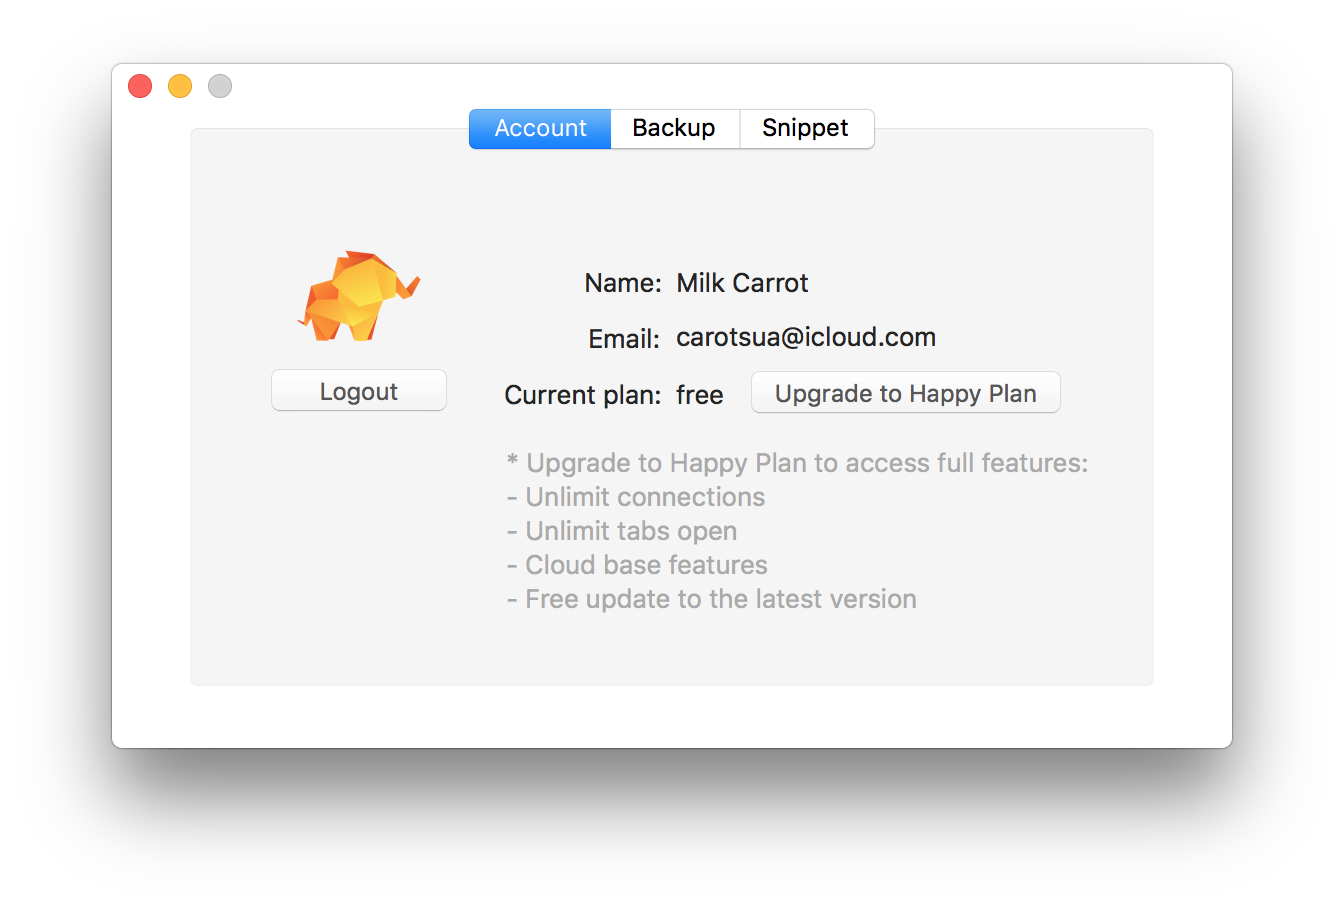 Account Backup Snippet
Name: Milk Carrot
Email: carotsua@icloud.com
Logout
Current plan: free Upgrade to Happy Plan
* Upgrade to Happy Plan to access full features:
- Unlimit connections
- Unlimit tabs open
- Cloud base features
- Free update to the latest version